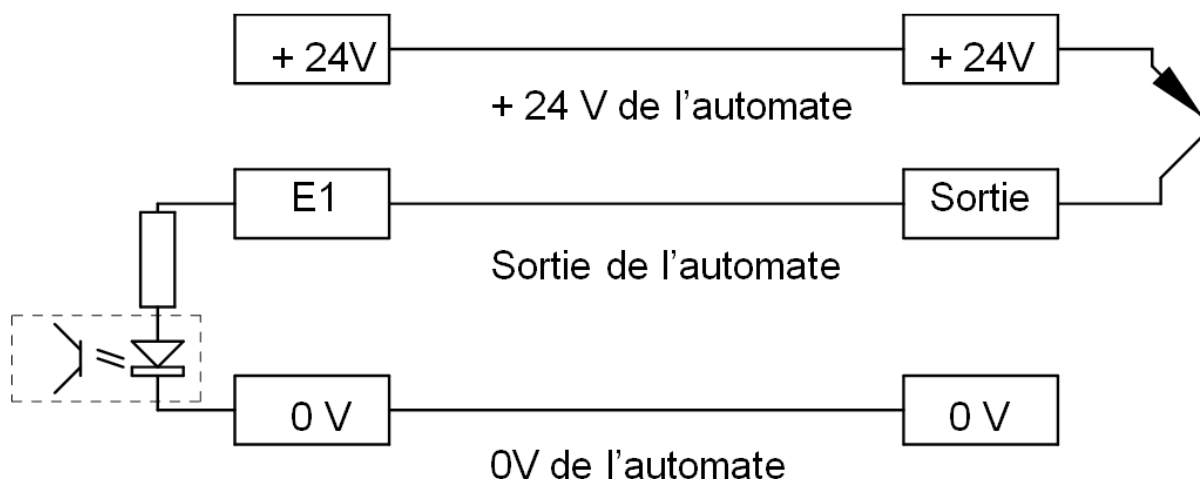 + 24V
+ 24V
+ 24 V de l’automate
E1
Sortie
Sortie de l’automate
0 V
0 V
0V de l’automate